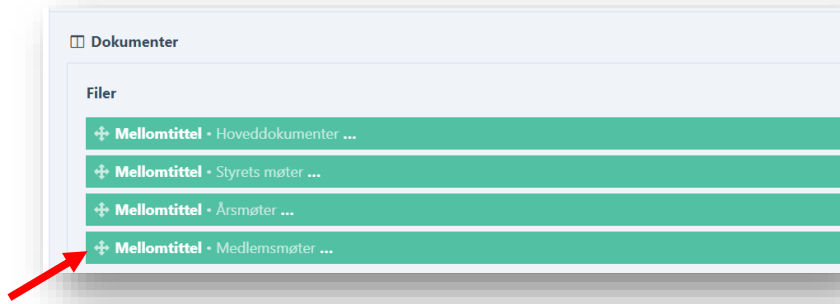 Dokumenter
Filer
Mellomtittel • Hoveddokumenter ...
Mellomtittel • Styrets møter ...
Mellomtittel • Årsmøter ...
Mellomtittel • Medlemsmøter ...